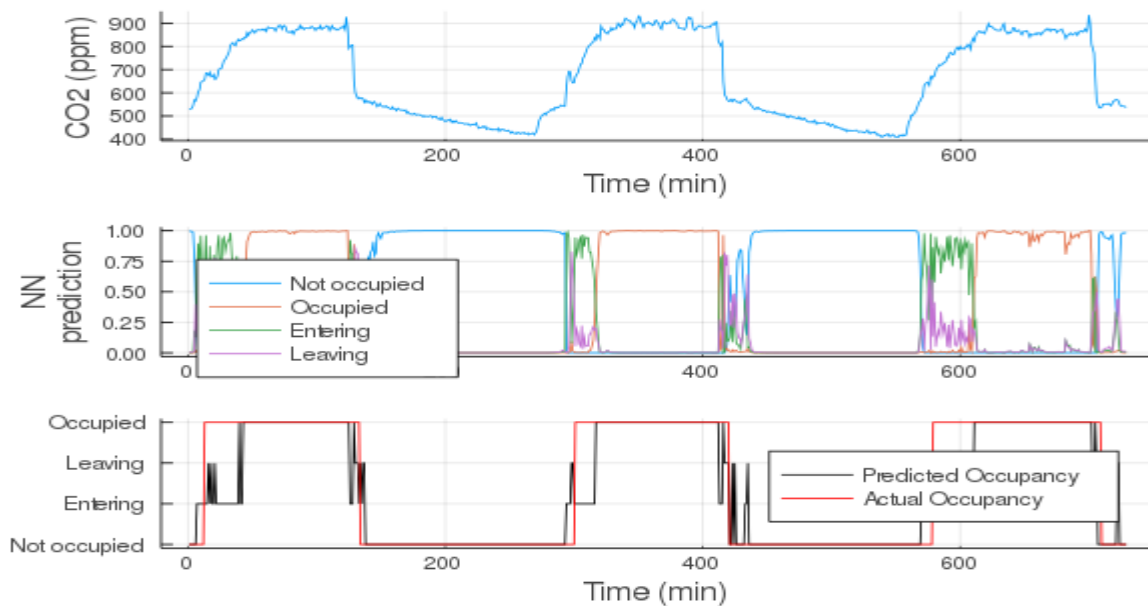 CO2 (ppm)
900
800
700
600
500
400
0
200
400
600
Time (min)
NN
prediction
1.00
0.75
0.50
0.25
0.00
Not occupied
Occupied
Entering
Leaving
0
400
600
Occupied
Leaving
Entering
Not occupied
Predicted Occupancy
Actual Occupancy
0
200
400
600
Time (min)